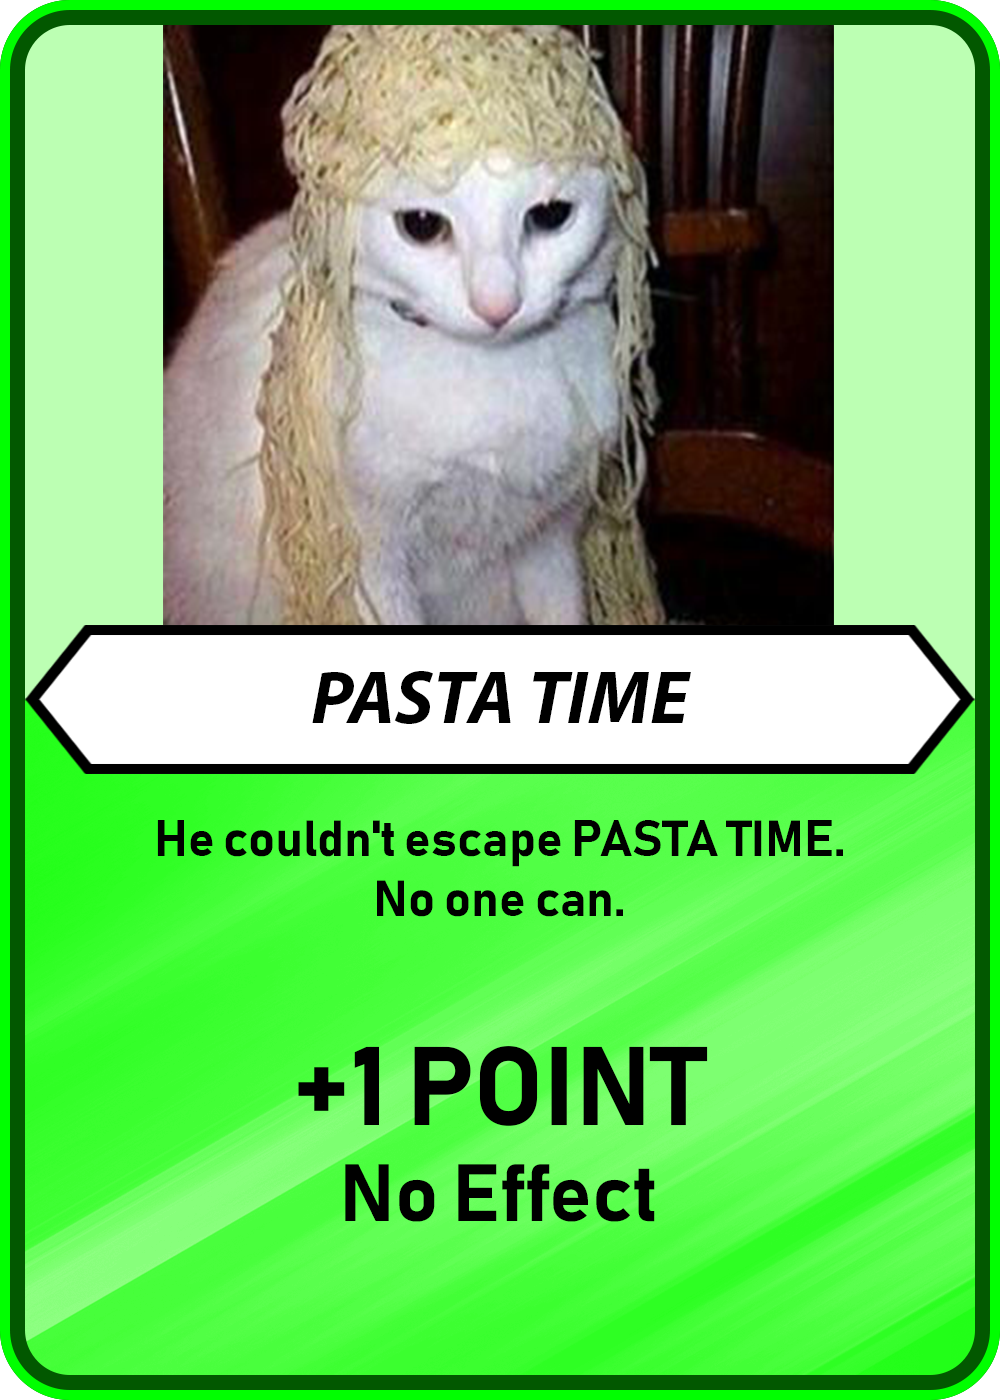 PASTA TIME
He couldn't escape PASTA TIME.
No one can.
+1 POINT
No Effect